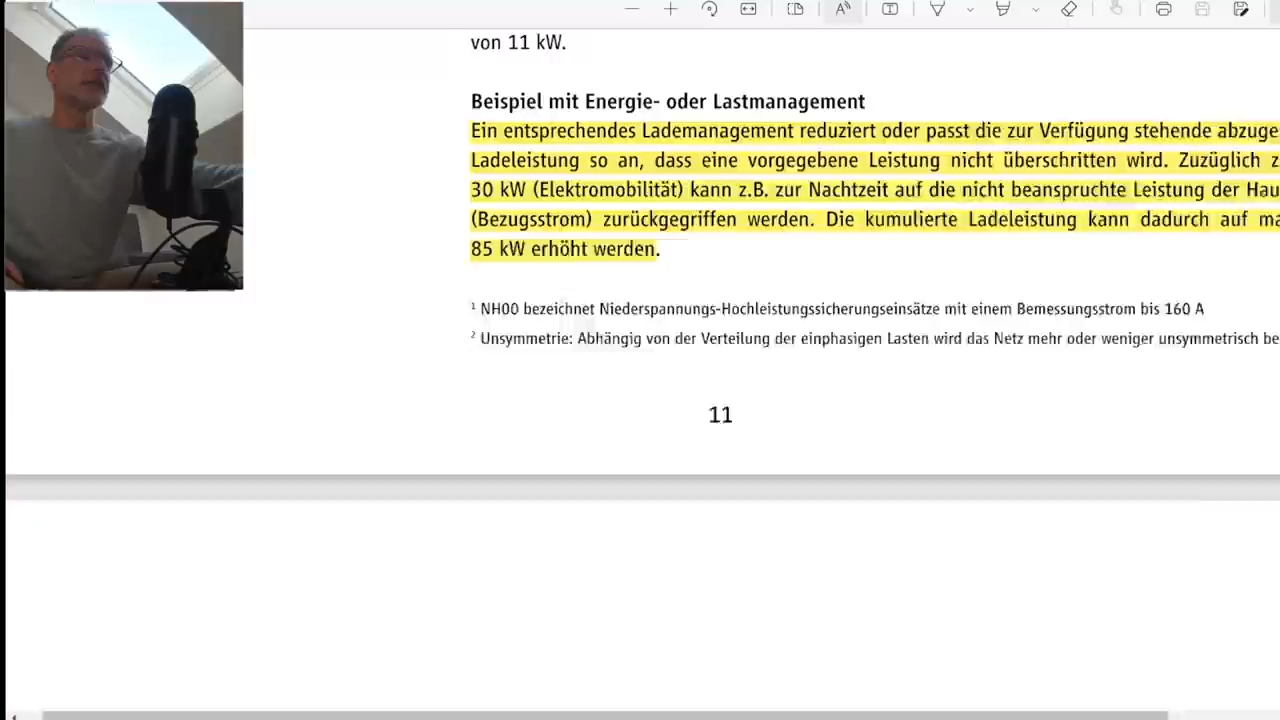 von 11 kW.
Beispiel mit Energie- oder Lastmanagement
Ein entsprechendes Lademanagement reduziert oder passt die zur Verfügung stehende
Ladeleistung so an, dass eine vorgegebene Leistung nicht überschritten wird. Zuzüglich
30 kW (Elektromobilität) kann z.B. zur Nachtzeit auf die nicht beanspruchte Leistung der
(Bezugsstrom) zurückgegriffen werden. Die kumulierte Ladeleistung kann dadurch auf
85 kW erhöht werden.
¹ NH00 bezeichnet Niederspannungs-Hochleistungssicherungseinsätze mit einem Bemessungsstrom bis 160 A
² Unsymmetrie: Abhängig von der Verteilung der einphasigen Lasten wird das Netz mehr oder weniger unsymmetrisch
11